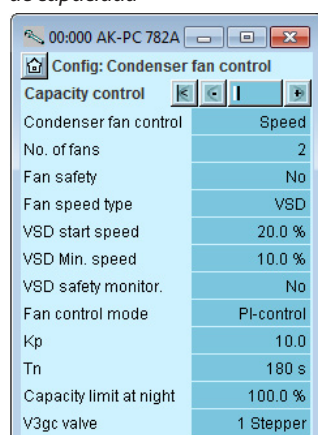 de capacidad
00:000 AK-PC 782A
Config: Condenser fan control
Capacity control
Condenser fan control Speed
No. of fans 2
Fan safety No
Fan speed type VSD
VSD start speed 20.0 %
VSD Min. speed 10.0 %
VSD safety monitor. No
Fan control mode PI-control
Kp 10.0
Tn 180 s
Capacity limit at night 100.0 %
V3gc valve 1 Stepper